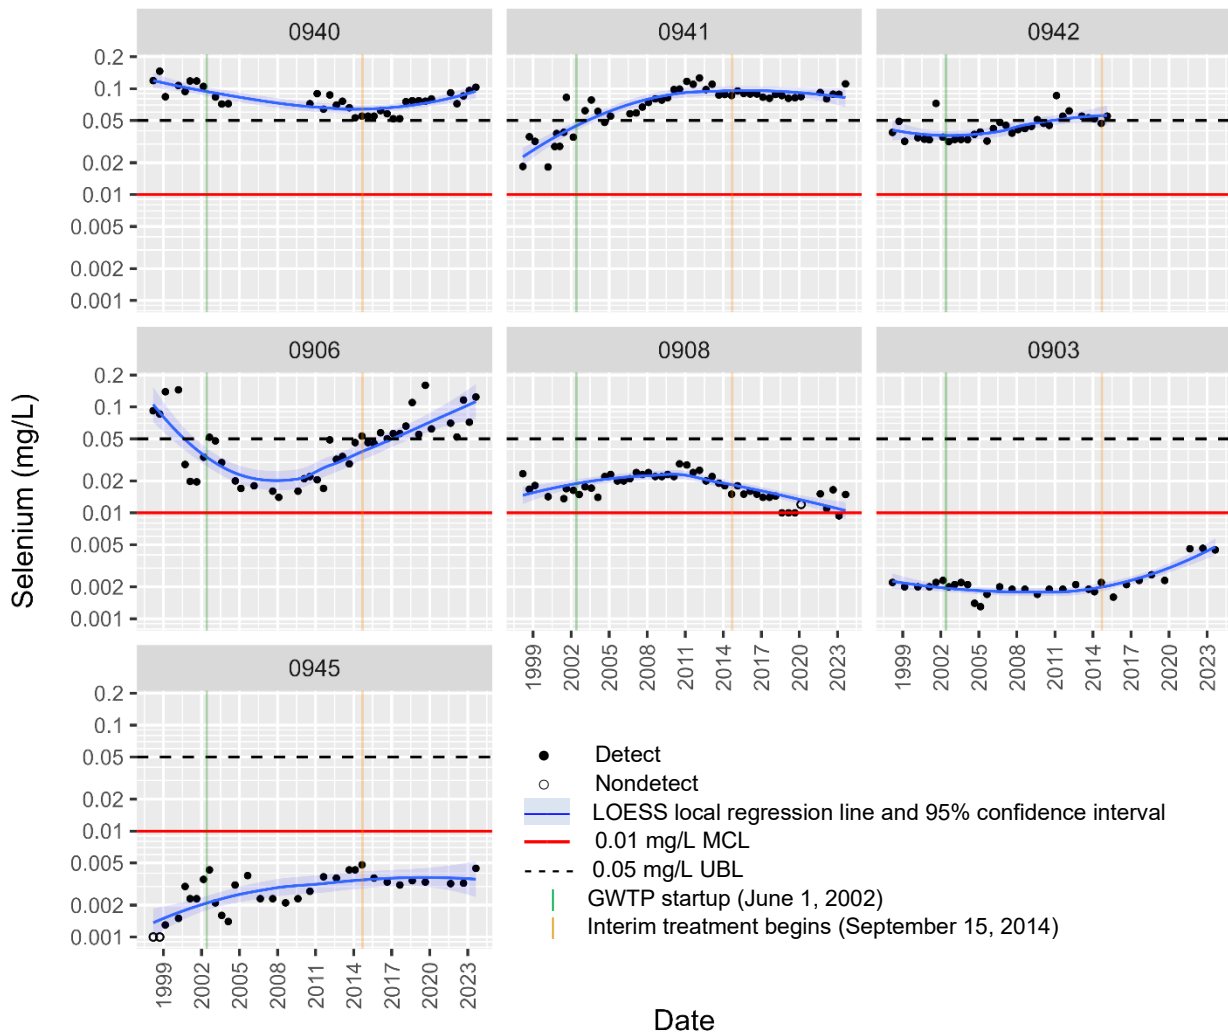 0940
0941
0942
0.2
0.1
0.05
0.02
0.01
0.005
0.002
0.001
0906
0908
0903
0.2
0.1
0.05
0.02
0.01
0.005
0.002
0.001
Selenium (mg/L)
1999 2002 2005 2008 2011 2014 2017 2020 2023
1999 2002 2005 2008 2011 2014 2017 2020 2023
0945
0.2
0.1
0.05
0.02
0.01
0.005
0.002
0.001
1999 2002 2005 2008 2011 2014 2017 2020 2023
Detect
Nondetect
LOESS local regression line and 95% confidence interval
0.01 mg/L MCL
0.05 mg/L UBL
GWTP startup (June 1, 2002)
Interim treatment begins (September 15, 2014)
Date